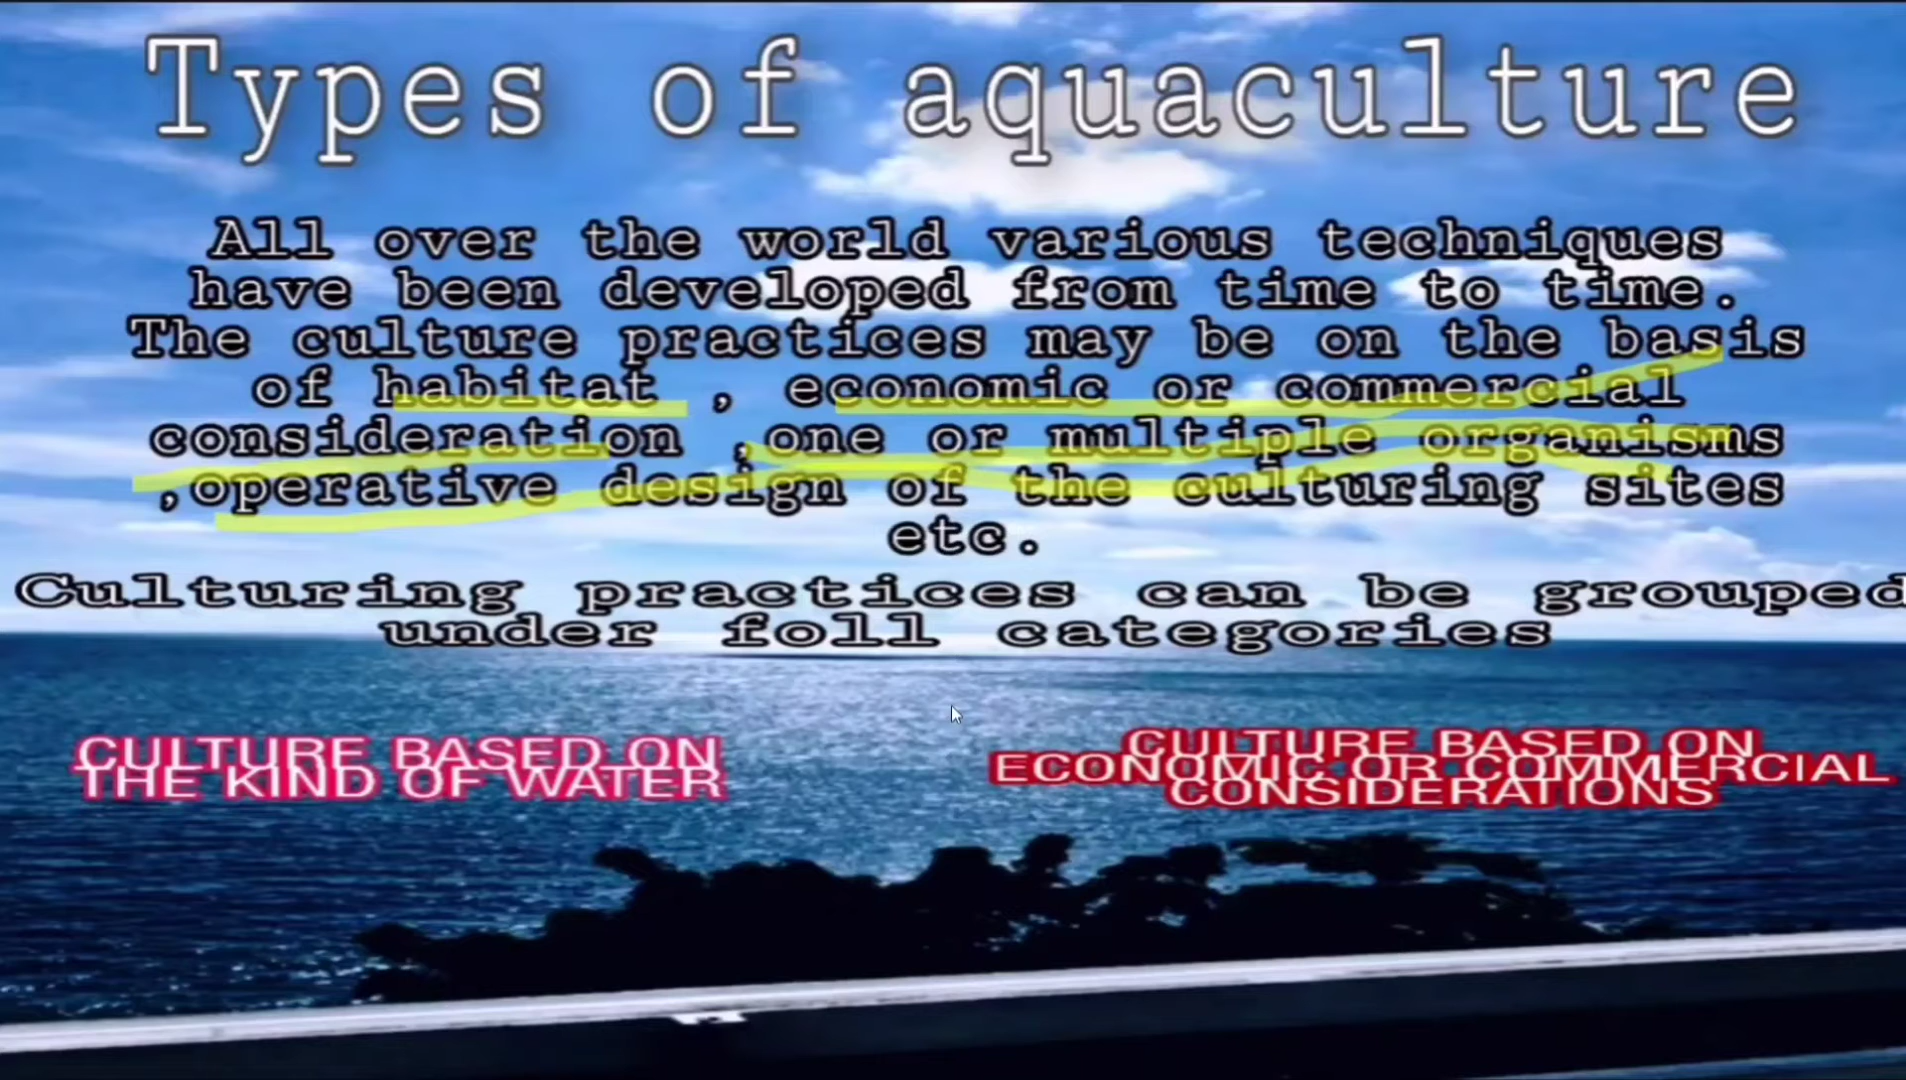 Types of aquaculture
All over the world various techniques
have been developed from time to time.
The culture practices may be on the basis
of habitat , economic or commercial
consideration ,one or multiple organisms
,operative design of the culturing sites
etc.
Culturing practices can be grouped
under foll categories
CULTURE BASED ON
THE KIND OF WATER
CULTURE BASED ON
ECONOMIC OR COMMERCIAL
CONSIDERATIONS